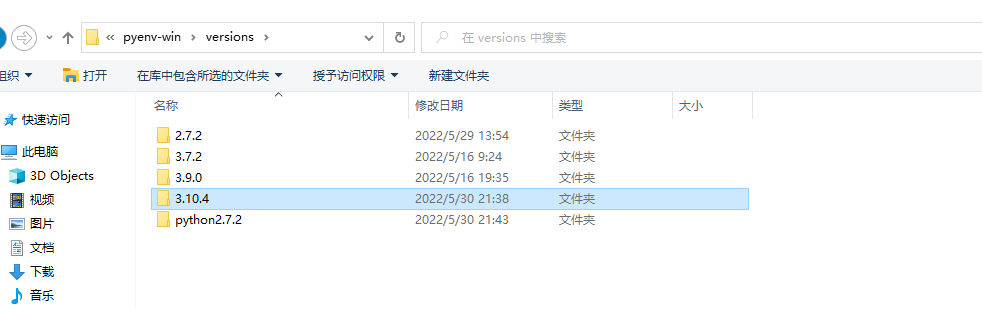 « pyenv-win › versions ›
在 versions 中搜索
组织 打开 在库中包含所选的文件夹 授予访问权限 新建文件夹
名称 修改日期 类型 大小
快速访问
此电脑
3D Objects
视频
图片
文档
下载
音乐
2.7.2 2022/5/29 13:54 文件夹
3.7.2 2022/5/16 9:24 文件夹
3.9.0 2022/5/16 19:35 文件夹
3.10.4 2022/5/30 21:38 文件夹
python2.7.2 2022/5/30 21:43 文件夹